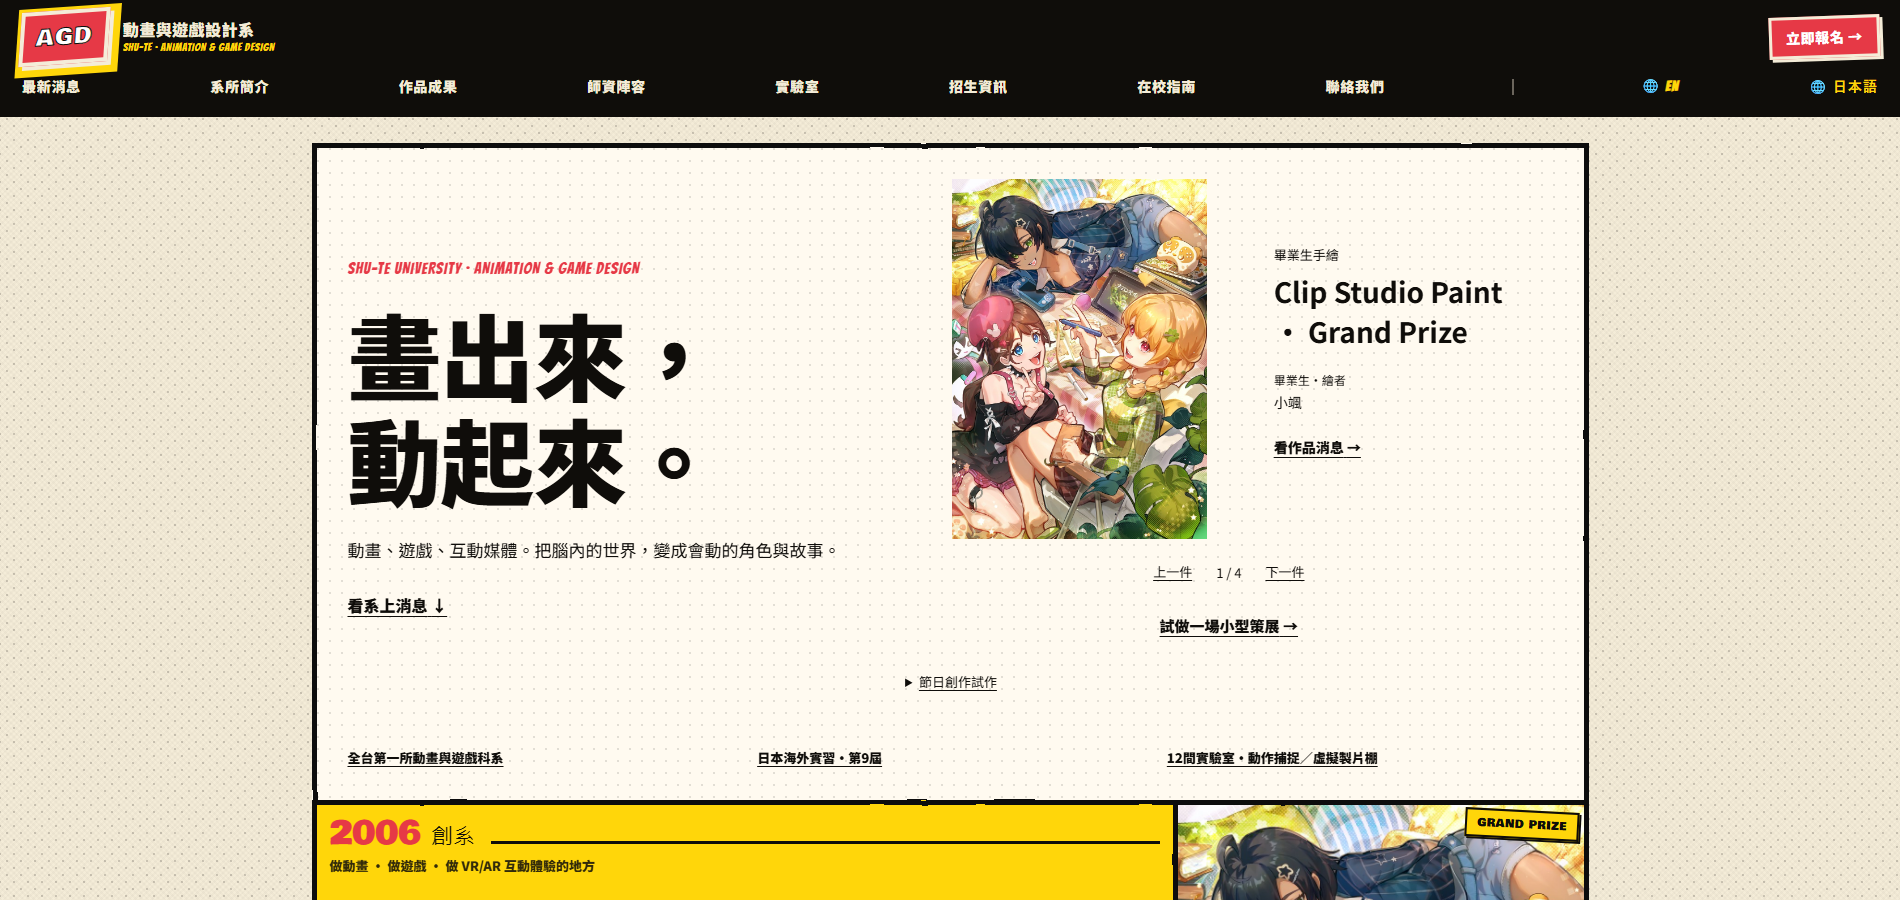 AGD
動畫與遊戲設計系
SHU-TE · ANIMATION & GAME DESIGN
立即報名 →
最新消息
系所簡介
作品成果
師資陣容
實驗室
招生資訊
在校指南
聯絡我們
EN
日本語
SHU-TE UNIVERSITY · ANIMATION & GAME DESIGN
畫出來，
動起來。
動畫、遊戲、互動媒體。把腦內的世界，變成會動的角色與故事。
看系上消息 ↓
畢業生手繪
Clip Studio Paint
・ Grand Prize
畢業生・繪者
小颯
看作品消息 →
上一件
1 / 4
下一件
試做一場小型策展 →
▶ 節日創作試作
全台第一所動畫與遊戲科系
日本海外實習・第9屆
12間實驗室・動作捕捉／虛擬製片棚
2006 創系
做動畫 ・ 做遊戲 ・ 做 VR/AR 互動體驗的地方
GRAND PRIZE